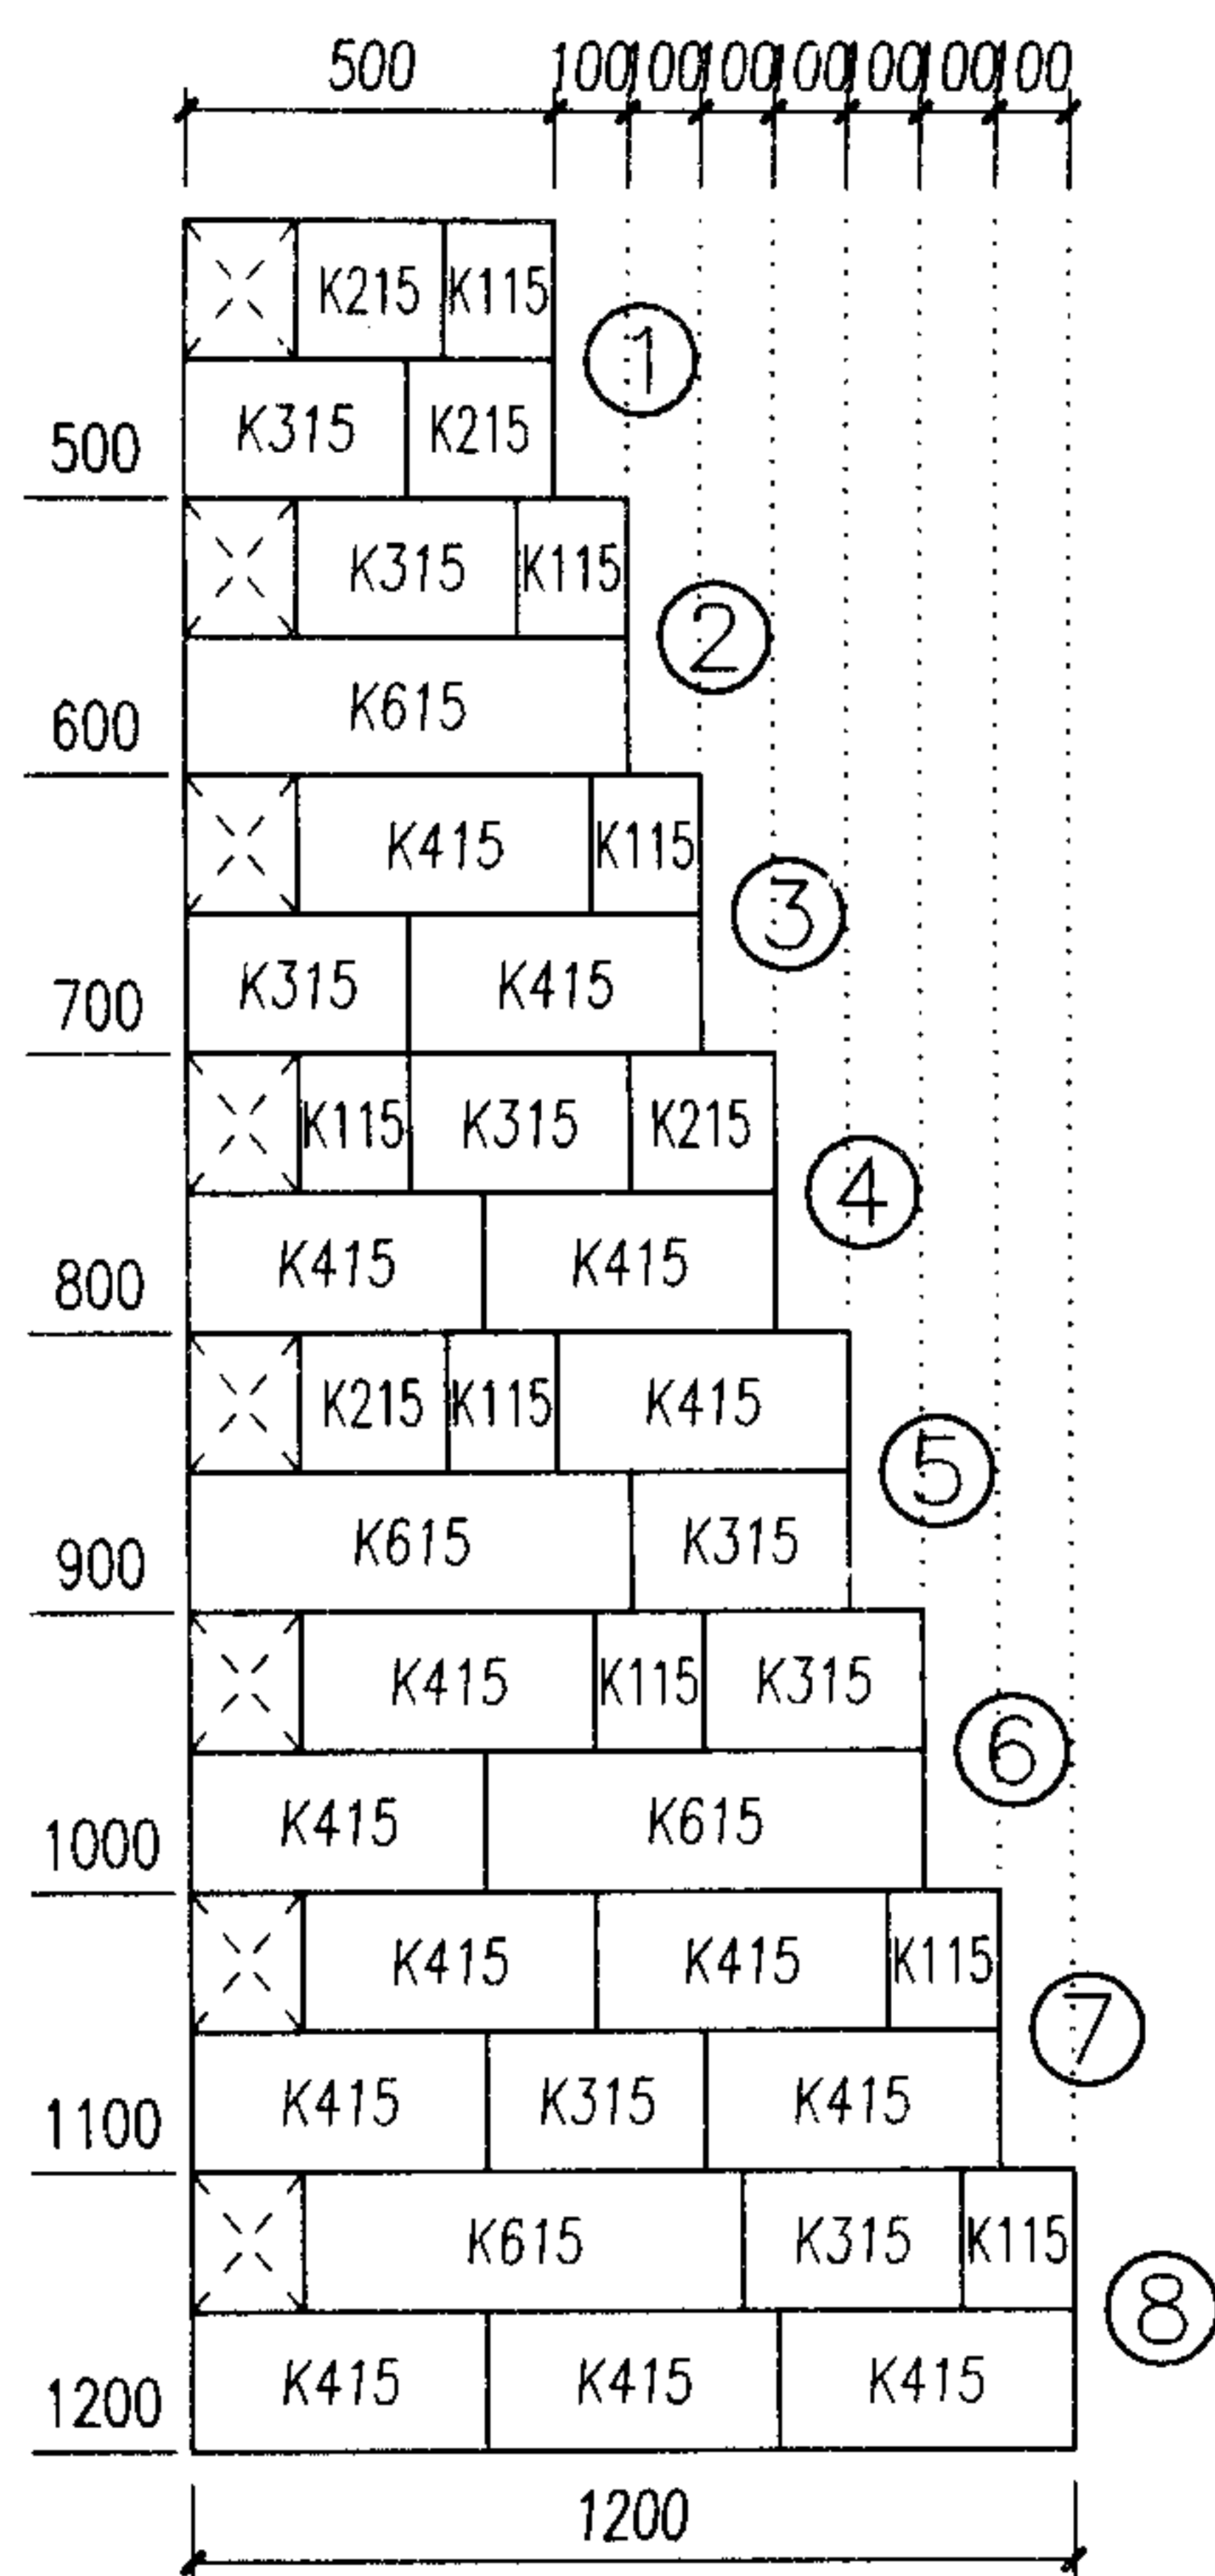 500 100 100 100 100 100 100 100
K215 K115
①
K315 K215
500
K315 K115
②
K615
600
K415 K115
③
K315 K415
700
K115 K315 K215
④
K415 K415
800
K215 K115 K415
⑤
K615 K315
900
K415 K115 K315
⑥
K415 K615
1000
K415 K415 K115
⑦
K415 K315 K415
1100
K615 K315 K115
⑧
K415 K415 K415
1200
1200